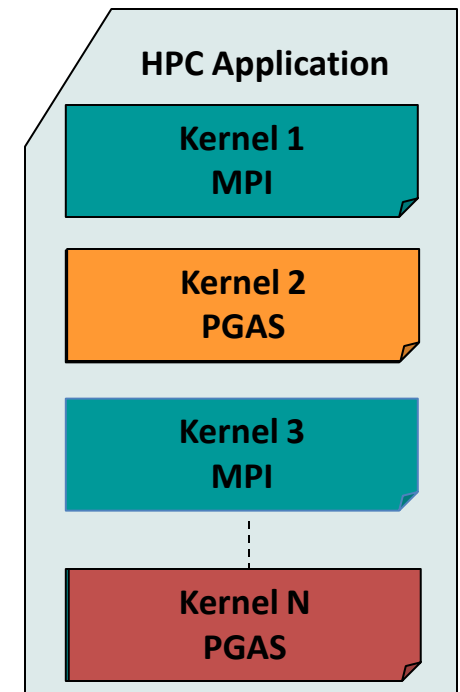 HPC Application
Kernel 1
MPI
Kernel 2
PGAS
Kernel 3
MPI
Kernel N
PGAS